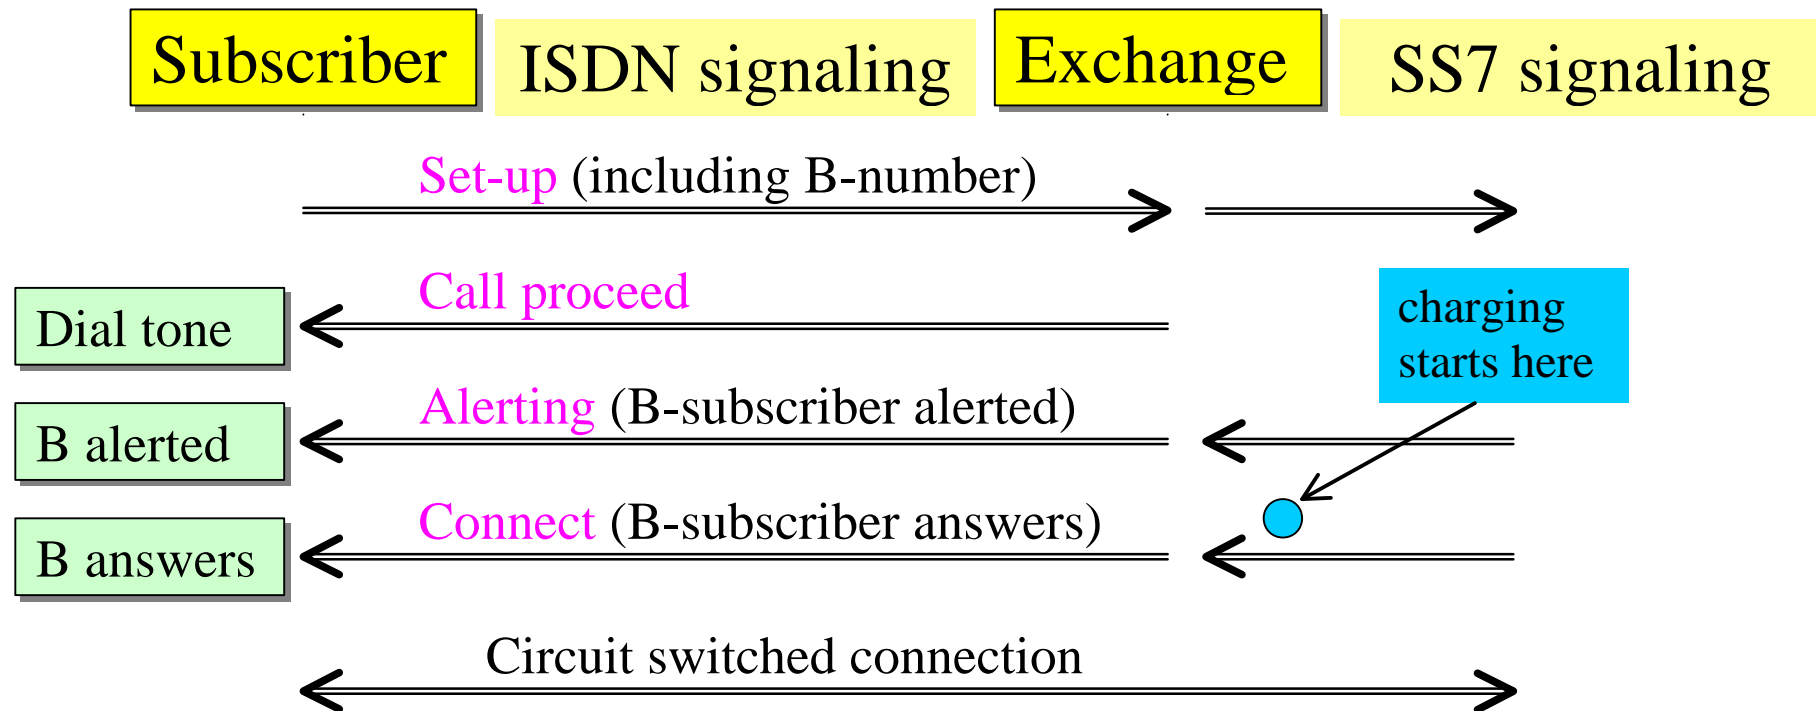 Subscriber
ISDN signaling
Exchange
SS7 signaling
Set-up (including B-number)
Call proceed
Dial tone
charging
starts here
Alerting (B-subscriber alerted)
B alerted
Connect (B-subscriber answers)
B answers
Circuit switched connection